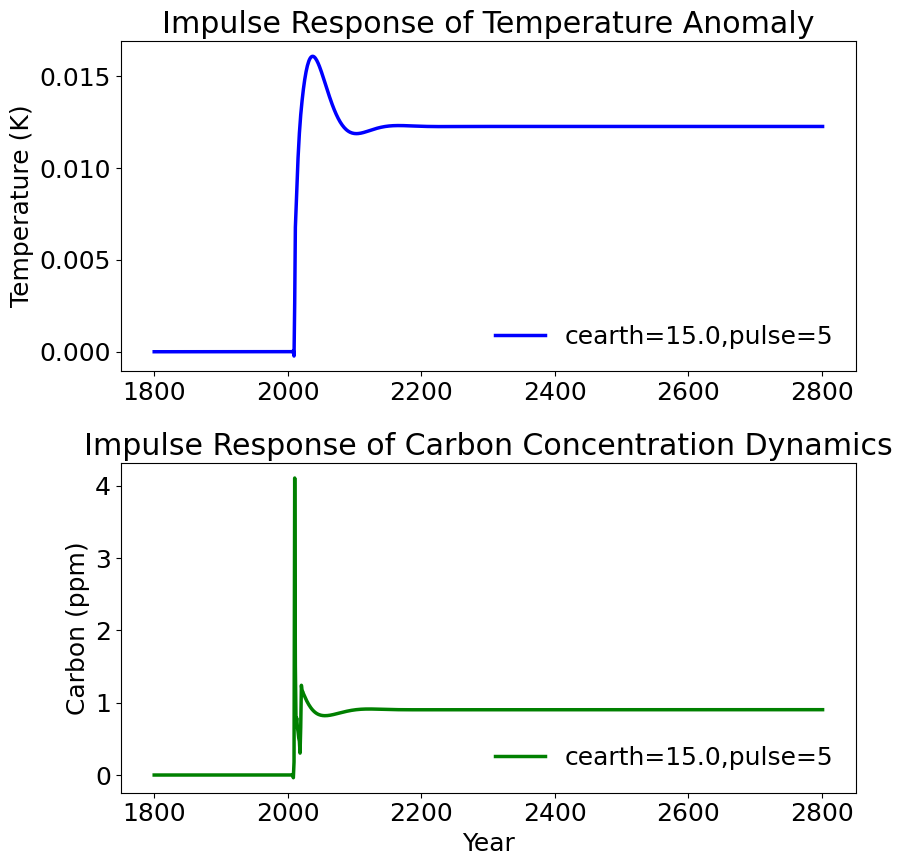 Impulse Response of Temperature Anomaly
Temperature (K)
0.015
0.010
0.005
0.000
cearth=15.0,pulse=5
1800 2000 2200 2400 2600 2800
Impulse Response of Carbon Concentration Dynamics
Carbon (ppm)
4
3
2
1
0
cearth=15.0,pulse=5
1800 2000 2200 2400 2600 2800
Year